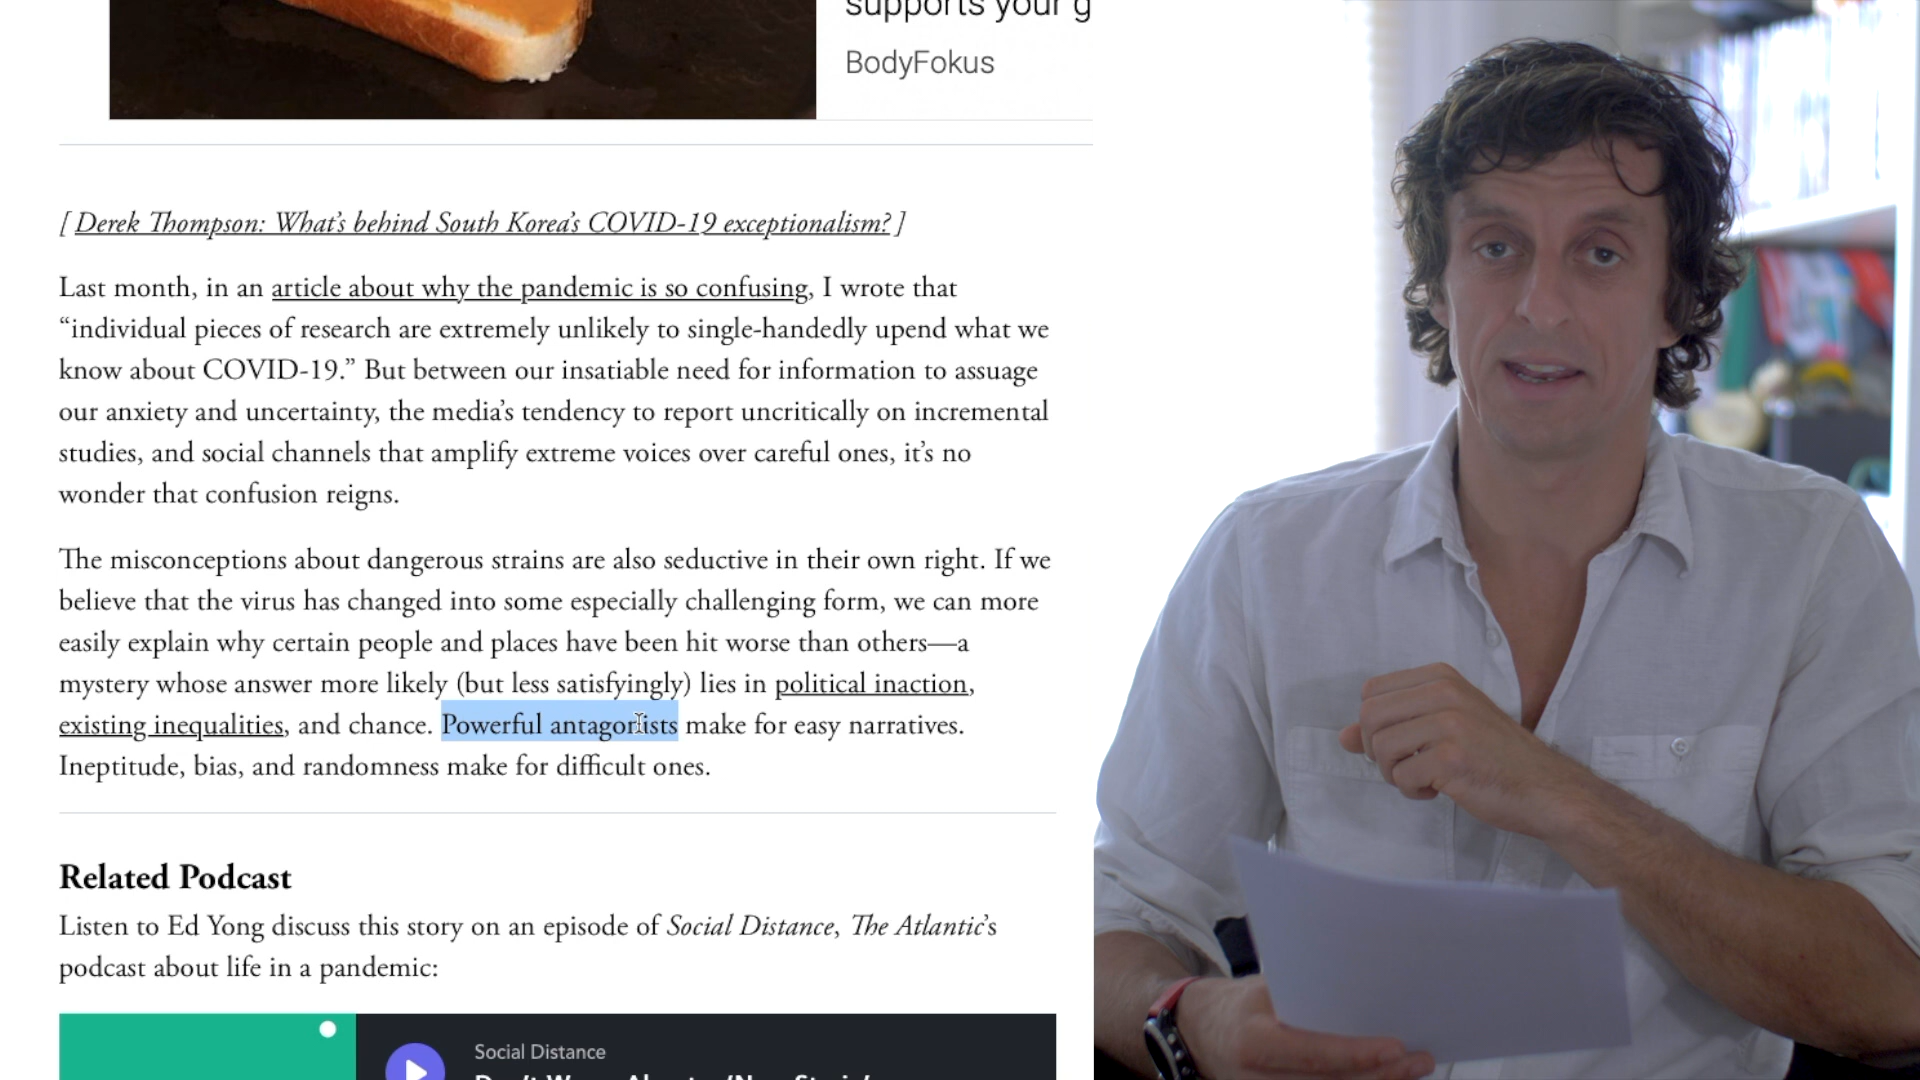 supports your g
BodyFokus
[ Derek Thompson: What’s behind South Korea’s COVID-19 exceptionalism? ]
Last month, in an article about why the pandemic is so confusing, I wrote that
“individual pieces of research are extremely unlikely to single-handedly upend what we
know about COVID-19.” But between our insatiable need for information to assuage
our anxiety and uncertainty, the media’s tendency to report uncritically on incremental
studies, and social channels that amplify extreme voices over careful ones, it’s no
wonder that confusion reigns.
The misconceptions about dangerous strains are also seductive in their own right. If we
believe that the virus has changed into some especially challenging form, we can more
easily explain why certain people and places have been hit worse than others—a
mystery whose answer more likely (but less satisfyingly) lies in political inaction,
existing inequalities, and chance. Powerful antagonists make for easy narratives.
Ineptitude, bias, and randomness make for difficult ones.
Related Podcast
Listen to Ed Yong discuss this story on an episode of Social Distance, The Atlantic’s
podcast about life in a pandemic:
Social Distance